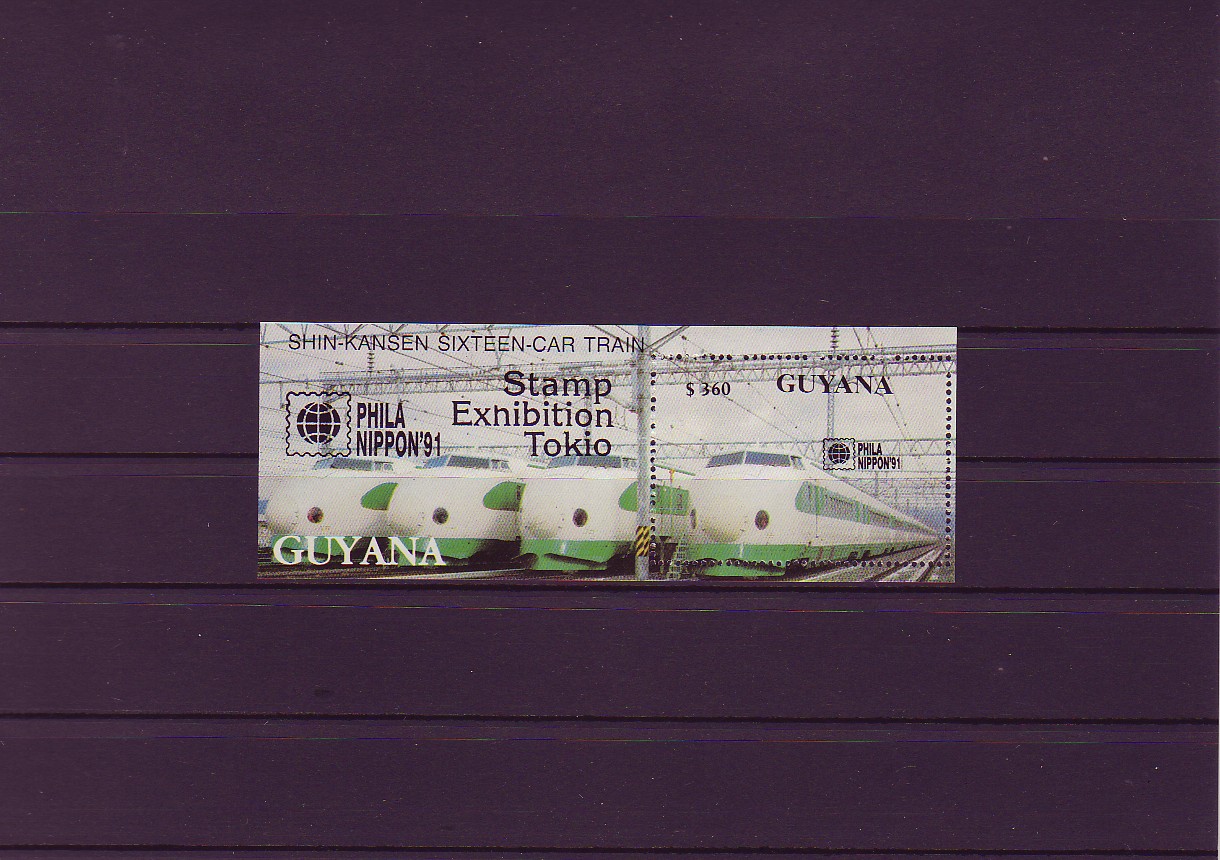 SHIN-KANSEN SIXTEEN-CAR TRAIN
Stamp
Exhibition
Tokio
PHILA
NIPPON'91
GUYANA
$ 360
GUYANA
PHILA
NIPPON'91